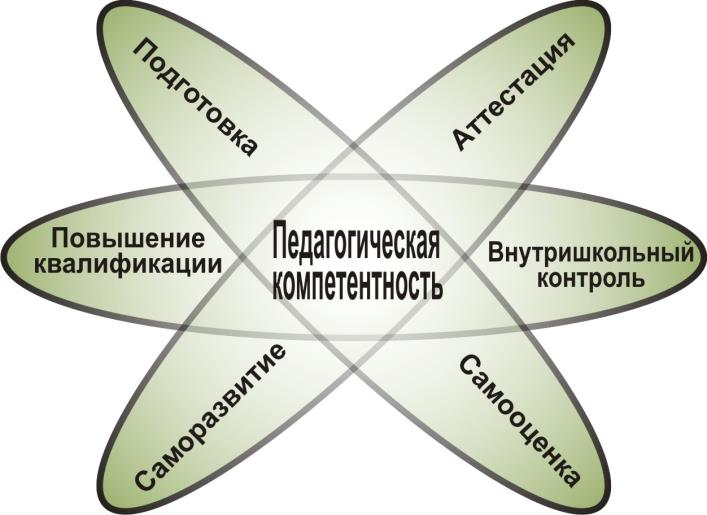 Подготовка
Аттестация
Повышение
квалификации
Педагогическая
компетентность
Внутришкольный
контроль
Саморазвитие
Самооценка